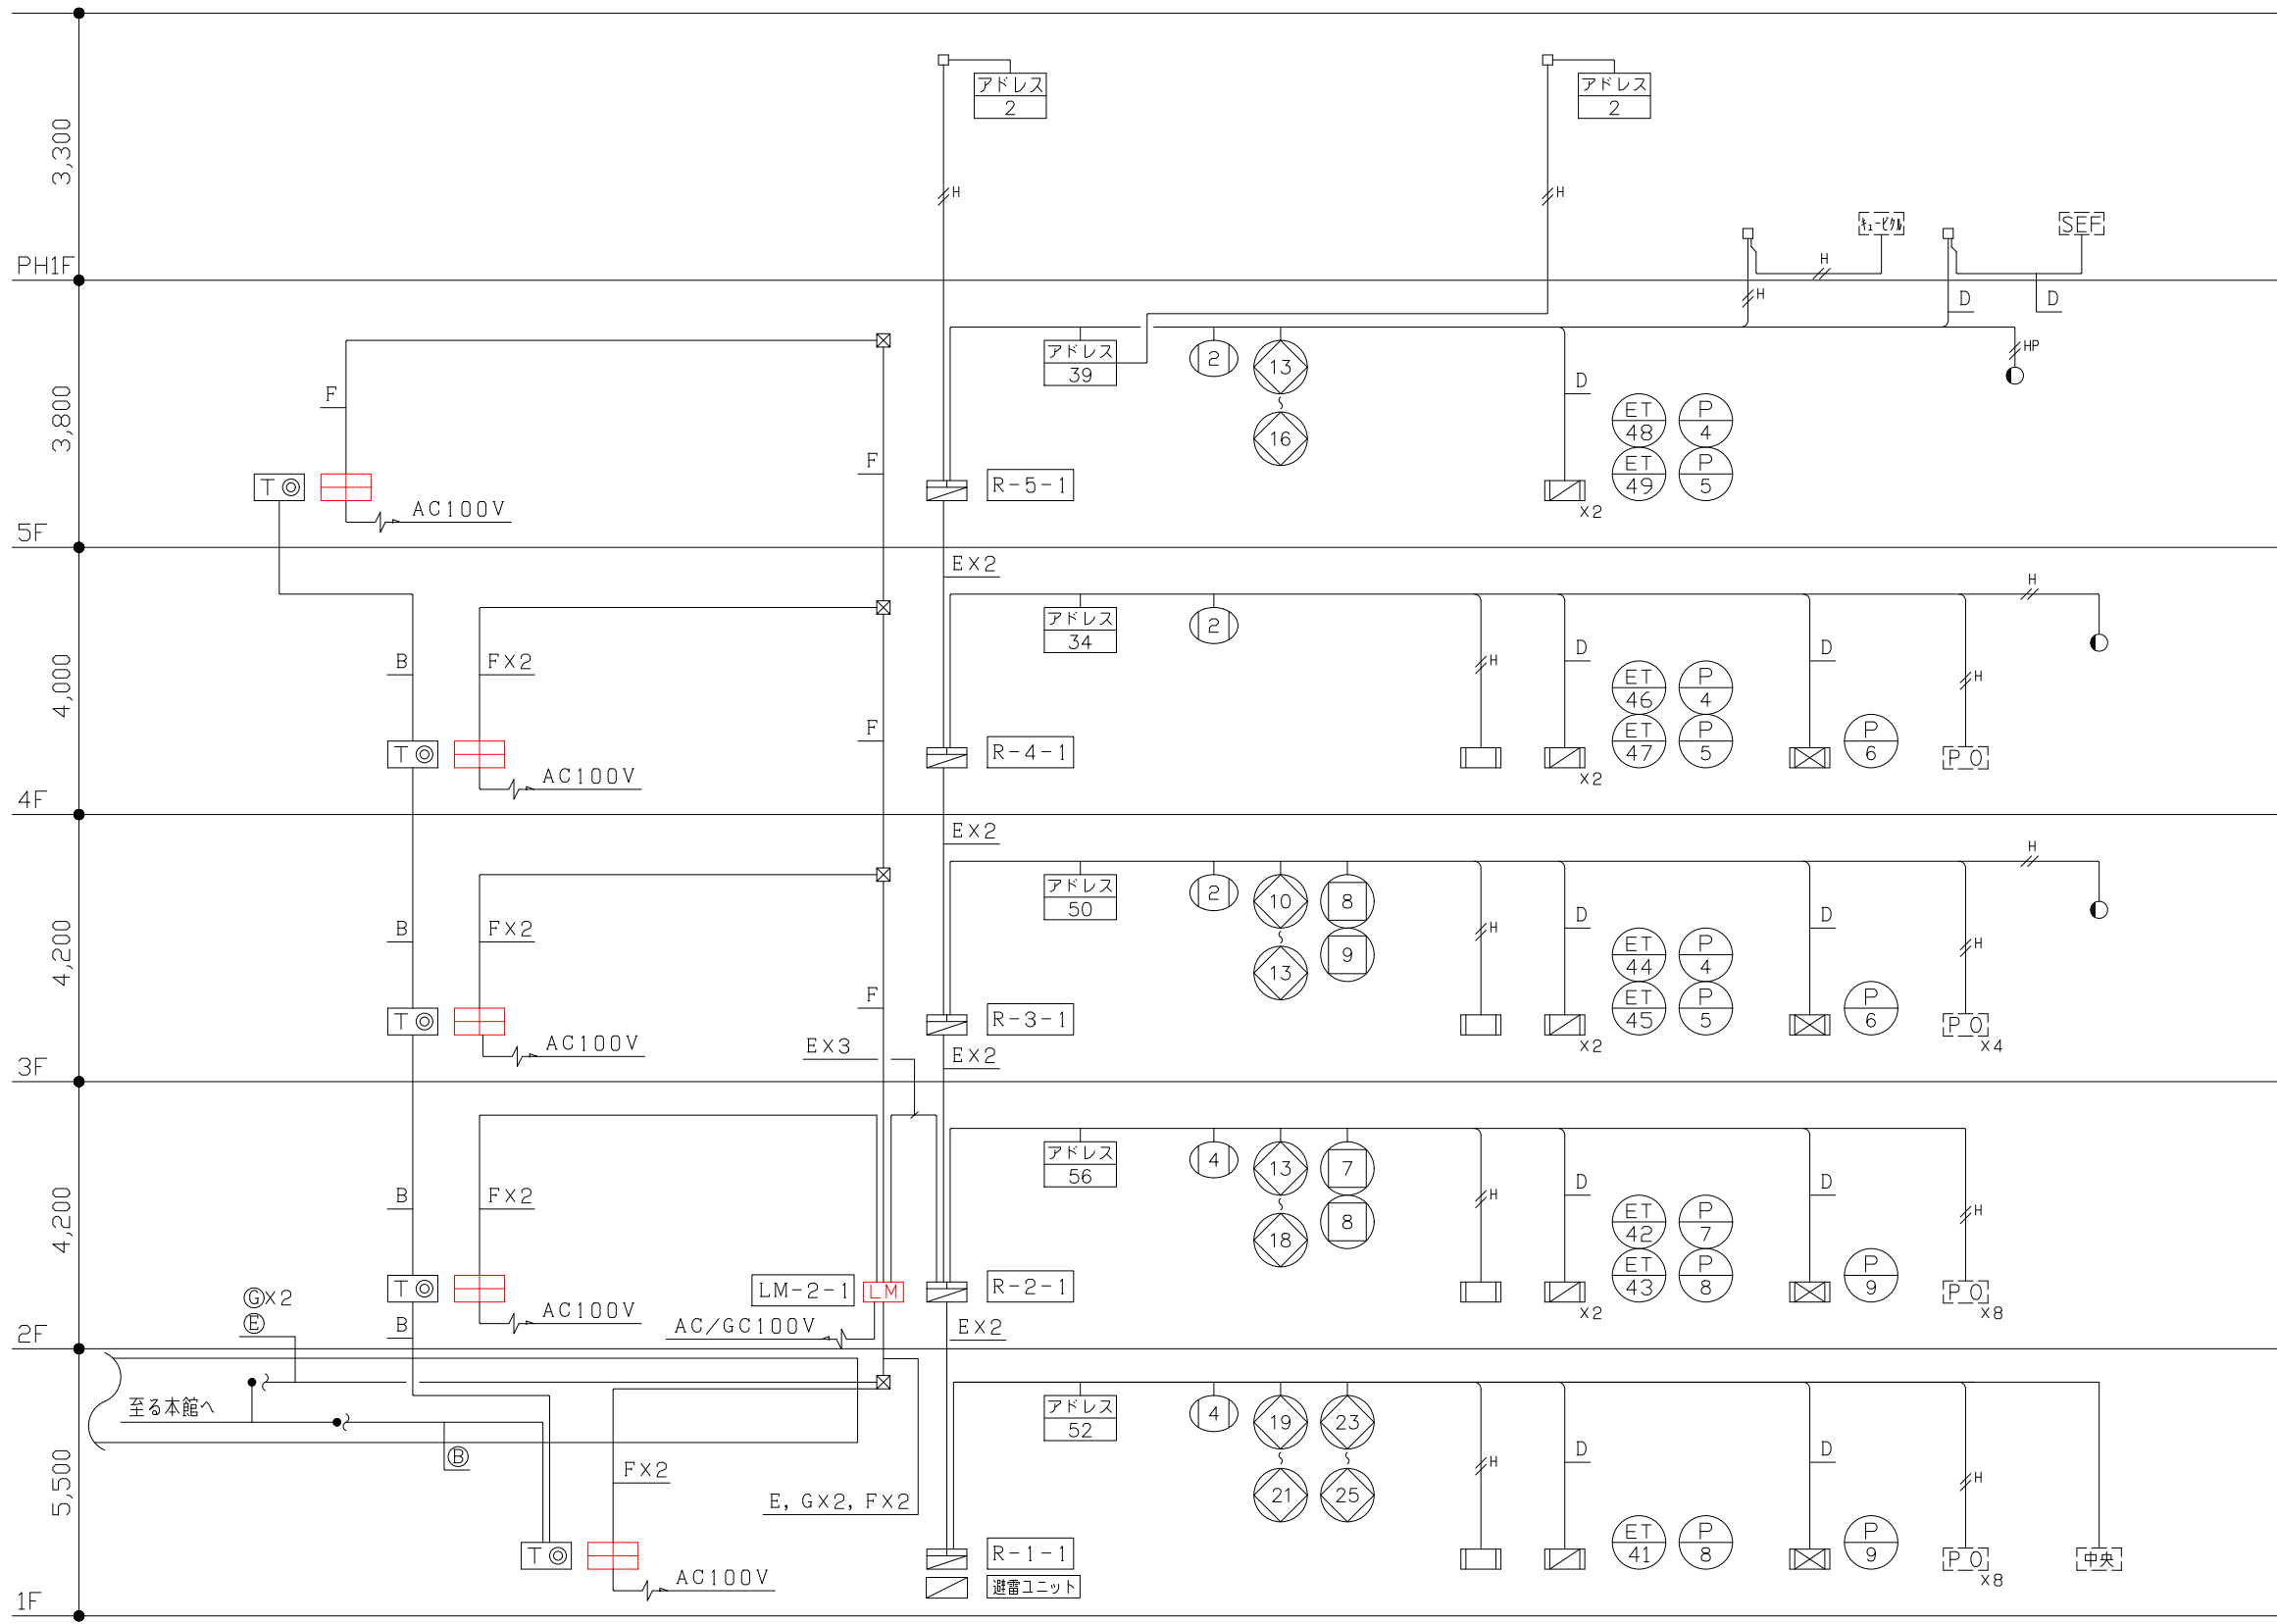 アドレス
2
アドレス
2
3,300
H
H
キュービクル
SEF
H
PH1F
H
D
D
アドレス
39
2
13
16
HP
3,800
F
F
D
ET
48
P
4
ET
49
P
5
T
AC100V
R-5-1
×2
5F
EX2
H
アドレス
34
2
4,000
B
FX2
F
H
D
ET
46
P
4
ET
47
P
5
D
P
6
H
T
AC100V
R-4-1
×2
PO
4F
EX2
H
アドレス
50
2
10
13
8
9
4,200
B
FX2
F
H
D
ET
44
P
4
ET
45
P
5
D
P
6
H
T
AC100V
R-3-1
×2
PO
×4
EX3
EX2
3F
アドレス
56
4
13
18
7
8
4,200
B
FX2
H
D
ET
42
P
7
ET
43
P
8
D
P
9
H
T
AC100V
LM-2-1
LM
R-2-1
×2
PO
×8
ⒼX2
Ⓔ
B
AC/GC100V
EX2
2F
至る本館へ
Ⓑ
アドレス
52
4
19
21
23
25
5,500
FX2
E, GX2, FX2
H
D
ET
41
P
8
D
P
9
H
T
AC100V
R-1-1
避雷ユニット
PO
×8
中央
1F